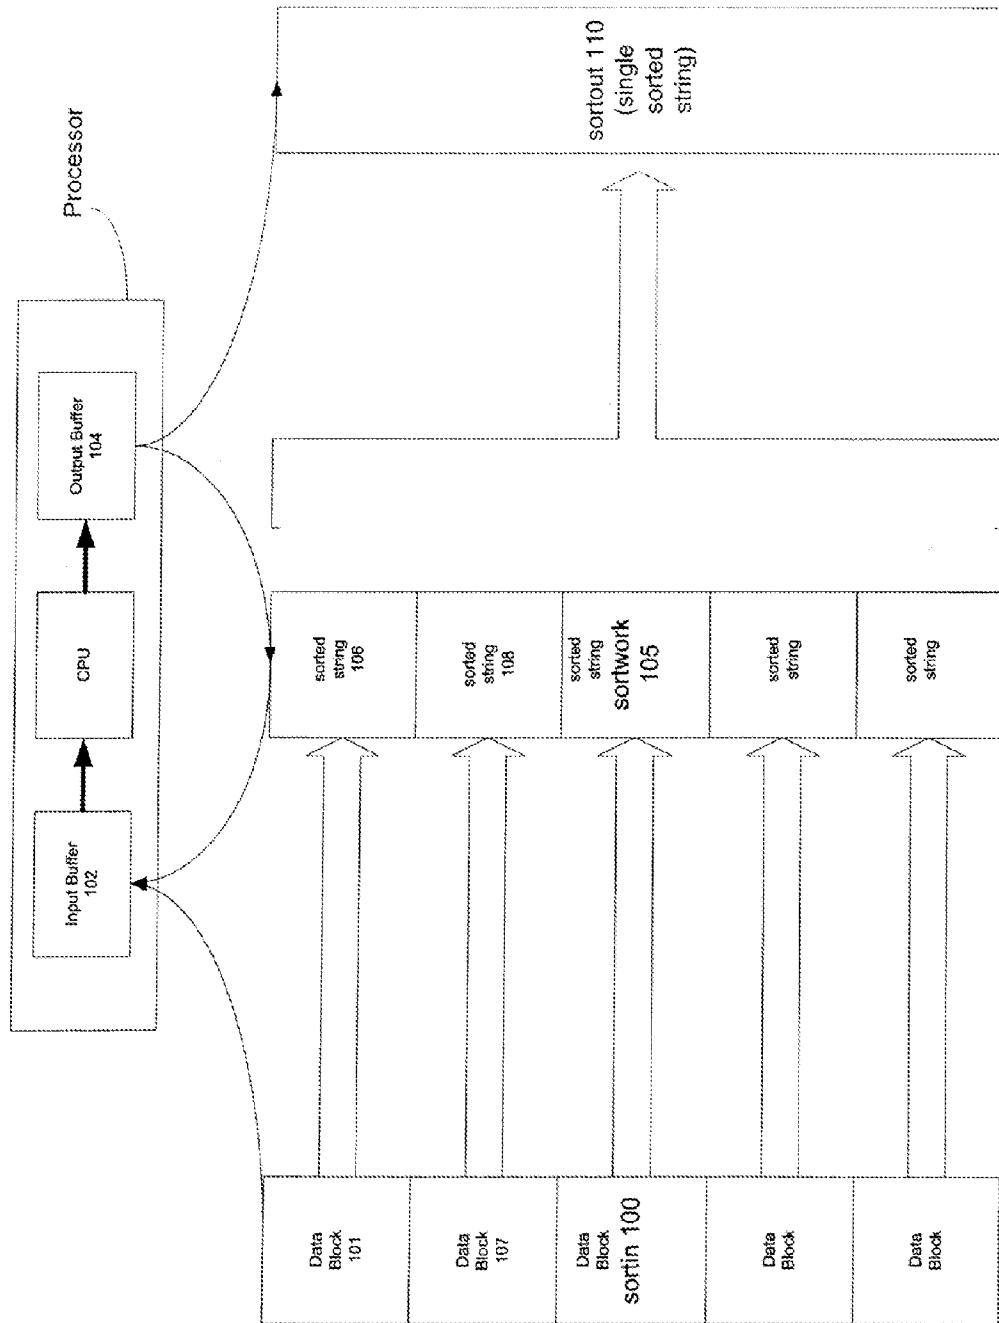 Processor
Input Buffer
102
CPU
Output Buffer
104
Data
Block
101
Data
Block
107
Data
Block
sortin 100
Data
Block
Data
Block
sorted
string
106
sorted
string
108
sorted
string
sortwork
105
sorted
string
sorted
string
sortout 110
(single
sorted
string)